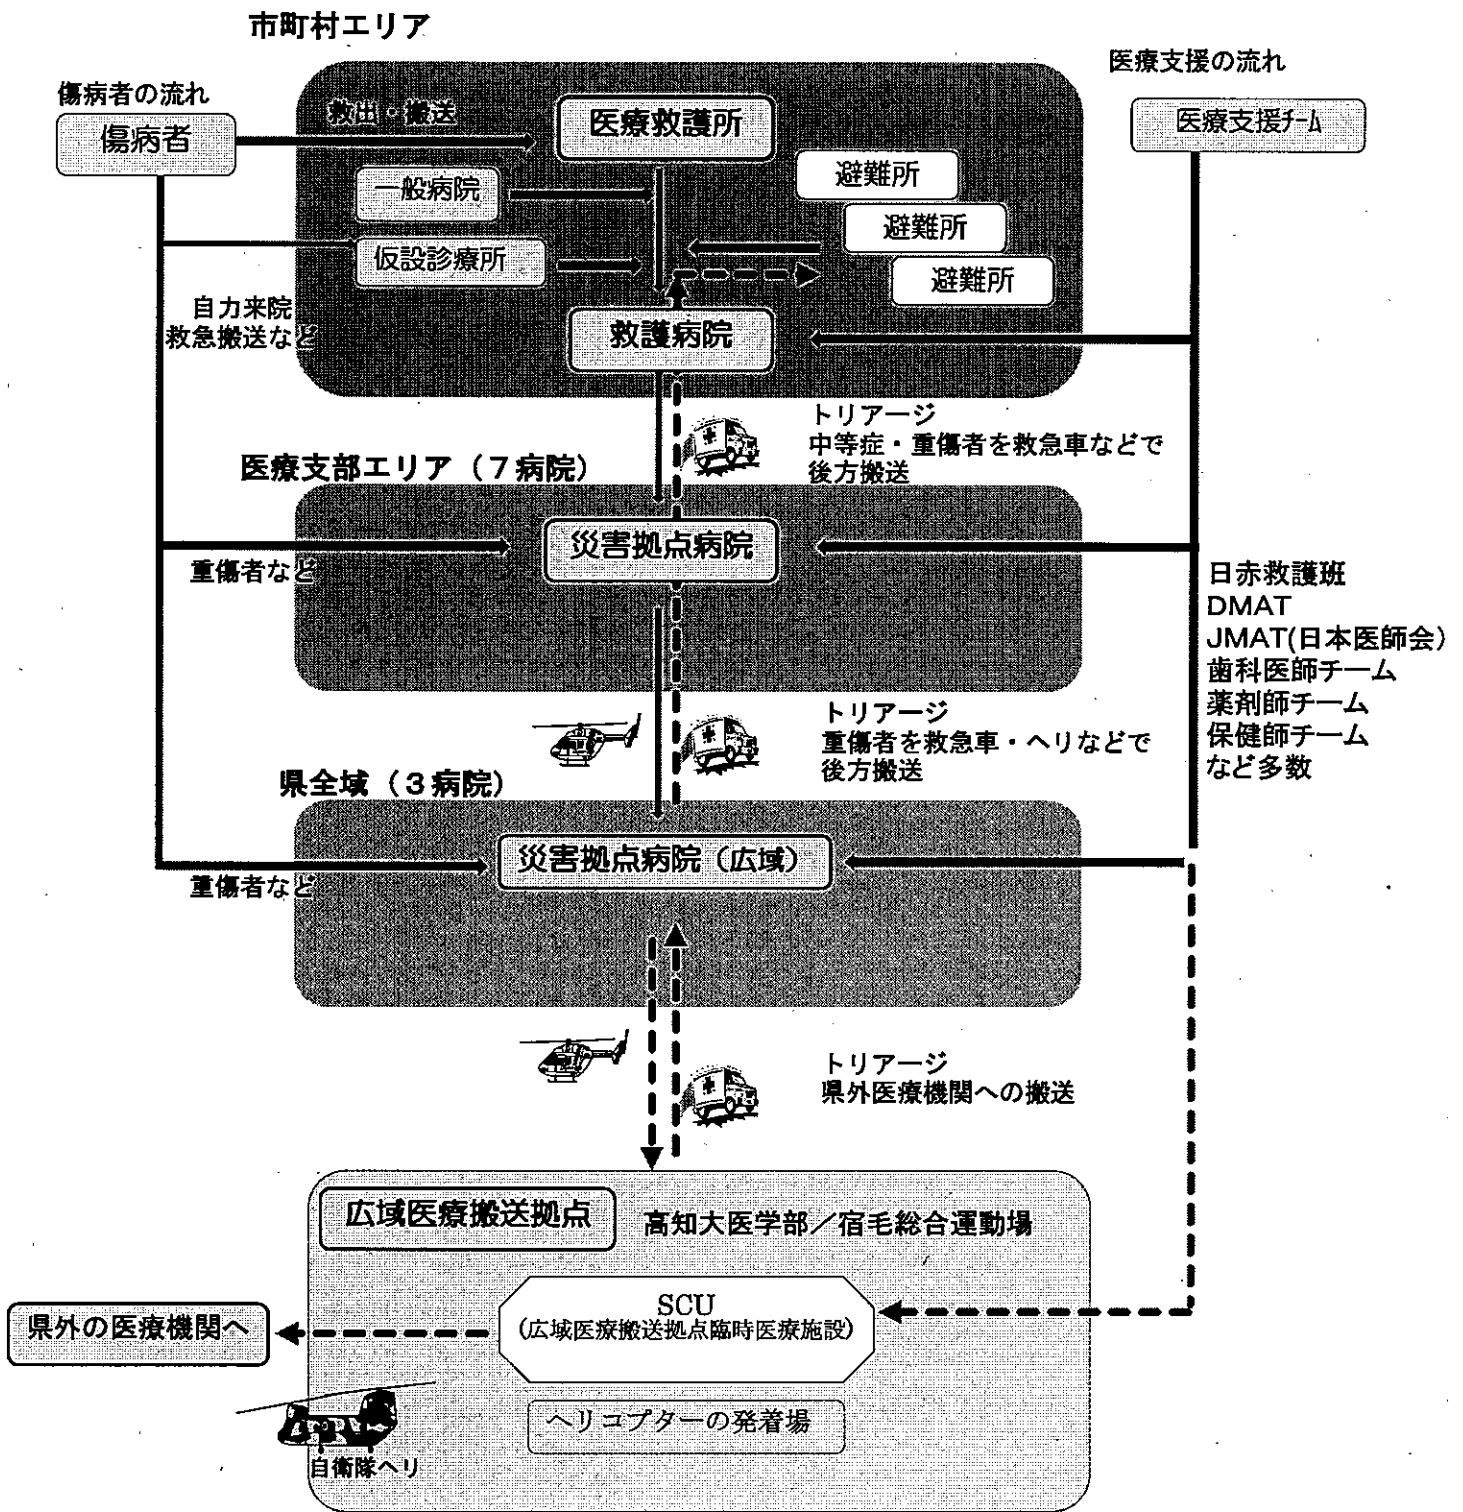 市町村エリア
傷病者の流れ
医療支援の流れ
傷病者
救出・搬送
医療救護所
医療支援チーム
一般病院
避難所
避難所
仮設診療所
避難所
自力来院
救急搬送など
救護病院
トリアージ
中等症・重傷者を救急車などで
後方搬送
医療支部エリア（７病院）
災害拠点病院
重傷者など
日赤救護班
DMAT
JMAT(日本医師会）
歯科医師チーム
薬剤師チーム
保健師チーム
など多数
トリアージ
重傷者を救急車・ヘリなどで
後方搬送
県全域（３病院）
災害拠点病院（広域）
重傷者など
トリアージ
県外医療機関への搬送
広域医療搬送拠点
高知大医学部／宿毛総合運動場
SCU
(広域医療搬送拠点臨時医療施設)
県外の医療機関へ
ヘリコプターの発着場
自衛隊ヘリ